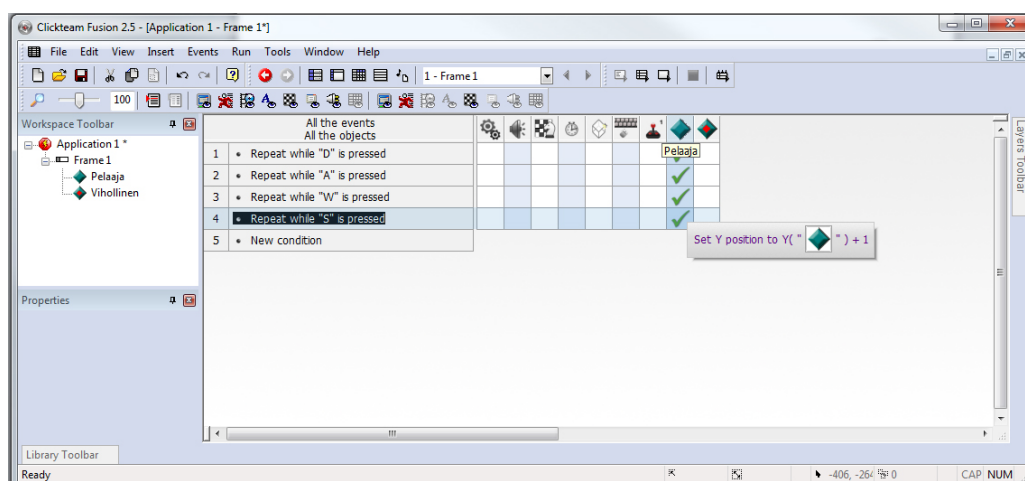 Clickteam Fusion 2.5 - [Application 1 - Frame 1*]
File Edit View Insert Events Run Tools Window Help
1 - Frame 1
100
Workspace Toolbar
All the events
All the objects
Application 1 *
Frame 1
Pelaaja
Vihollinen
Pelaaja
1 • Repeat while "D" is pressed
2 • Repeat while "A" is pressed
3 • Repeat while "W" is pressed
4 • Repeat while "S" is pressed
5 • New condition
Set Y position to Y( " " ) + 1
Properties
Layers Toolbar
Library Toolbar
Ready
-406, -264 0 CAP NUM